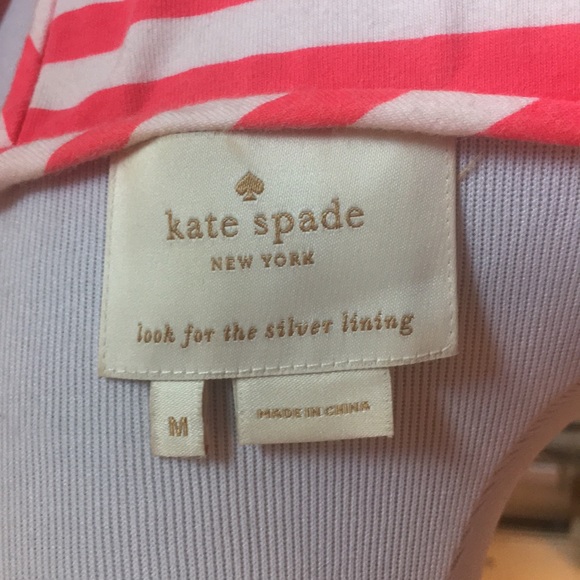 kate spade
NEW YORK
look for the silver lining
M
MADE IN CHINA